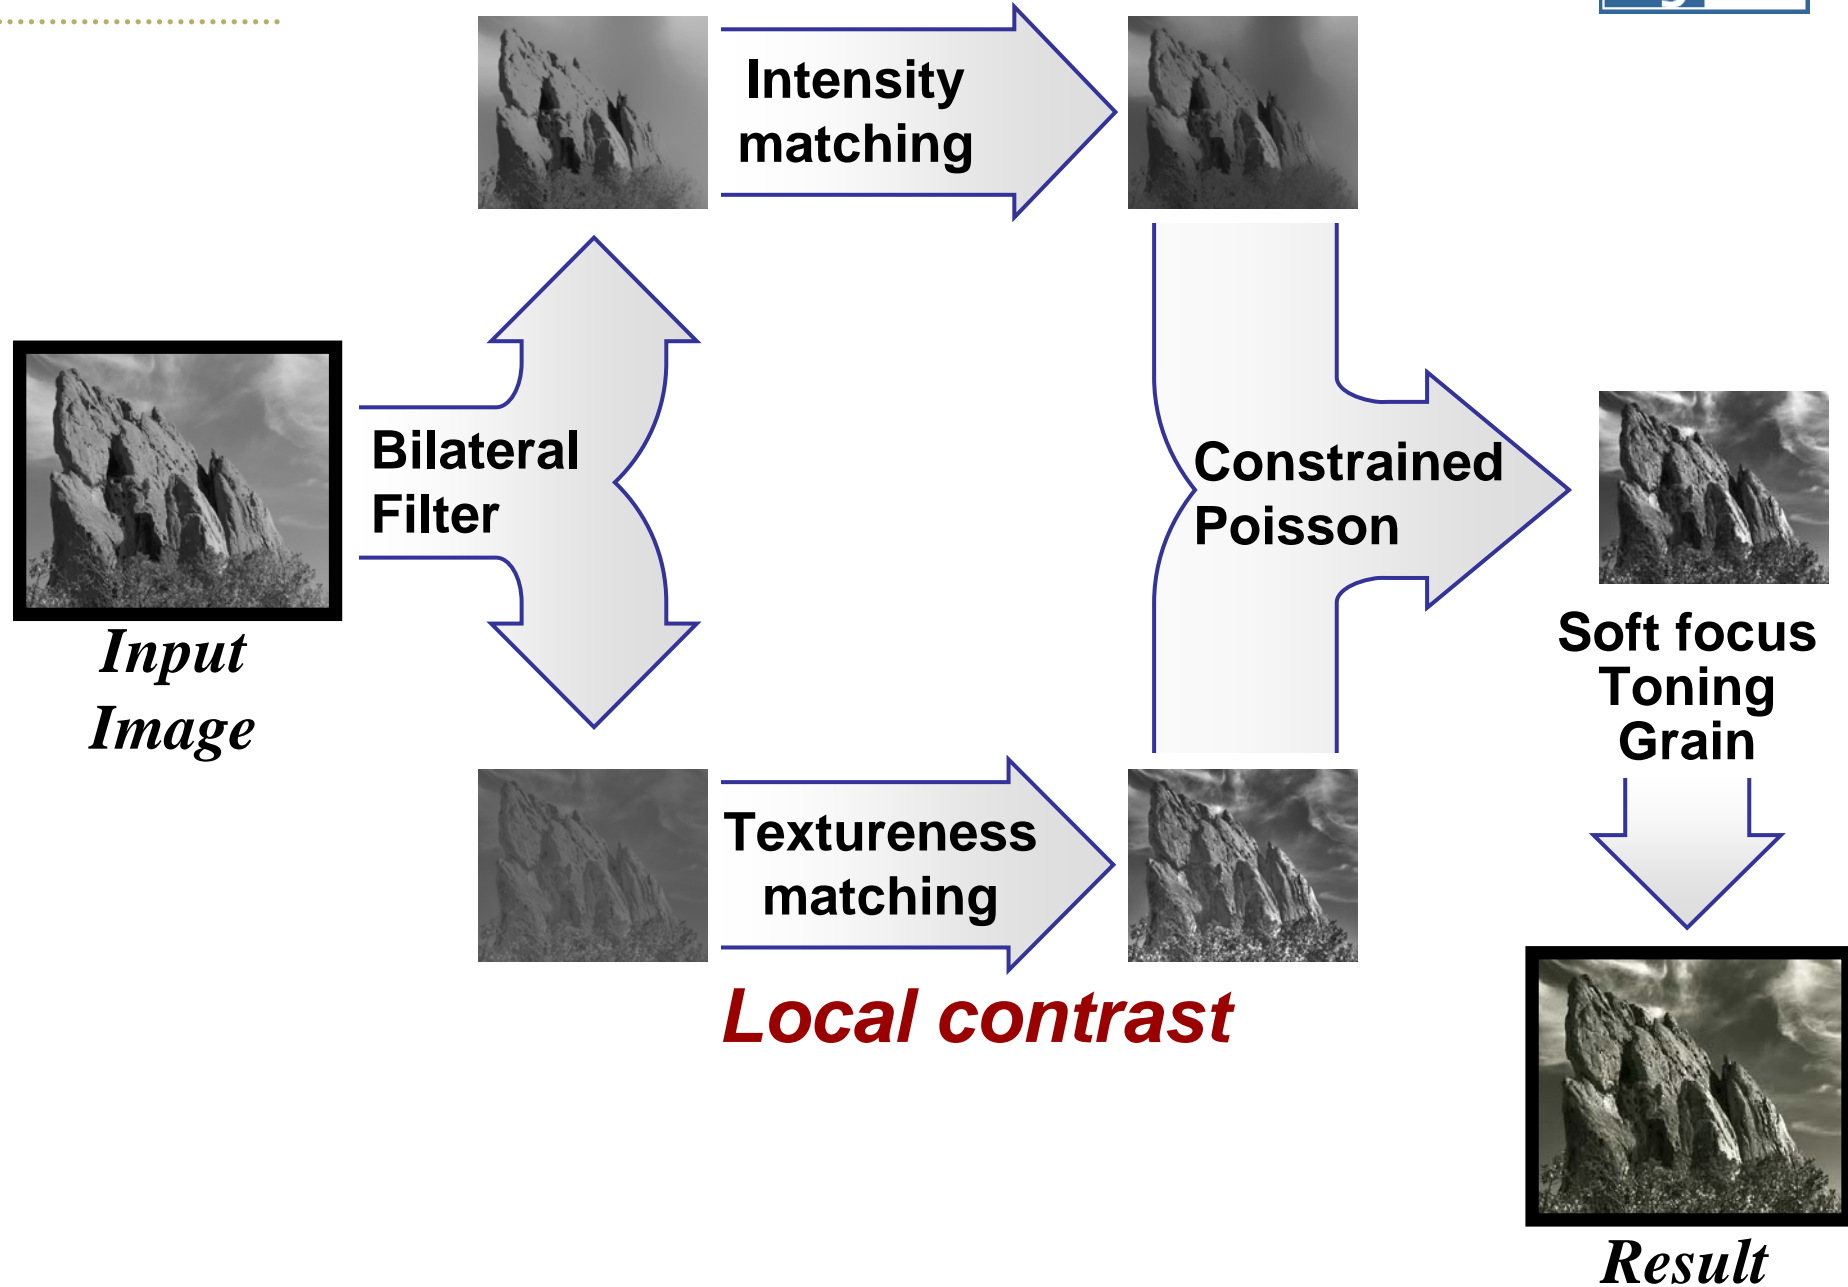 Intensity
matching
Bilateral
Filter
Constrained
Poisson
Input
Image
Soft focus
Toning
Grain
Textureness
matching
Local contrast
Result